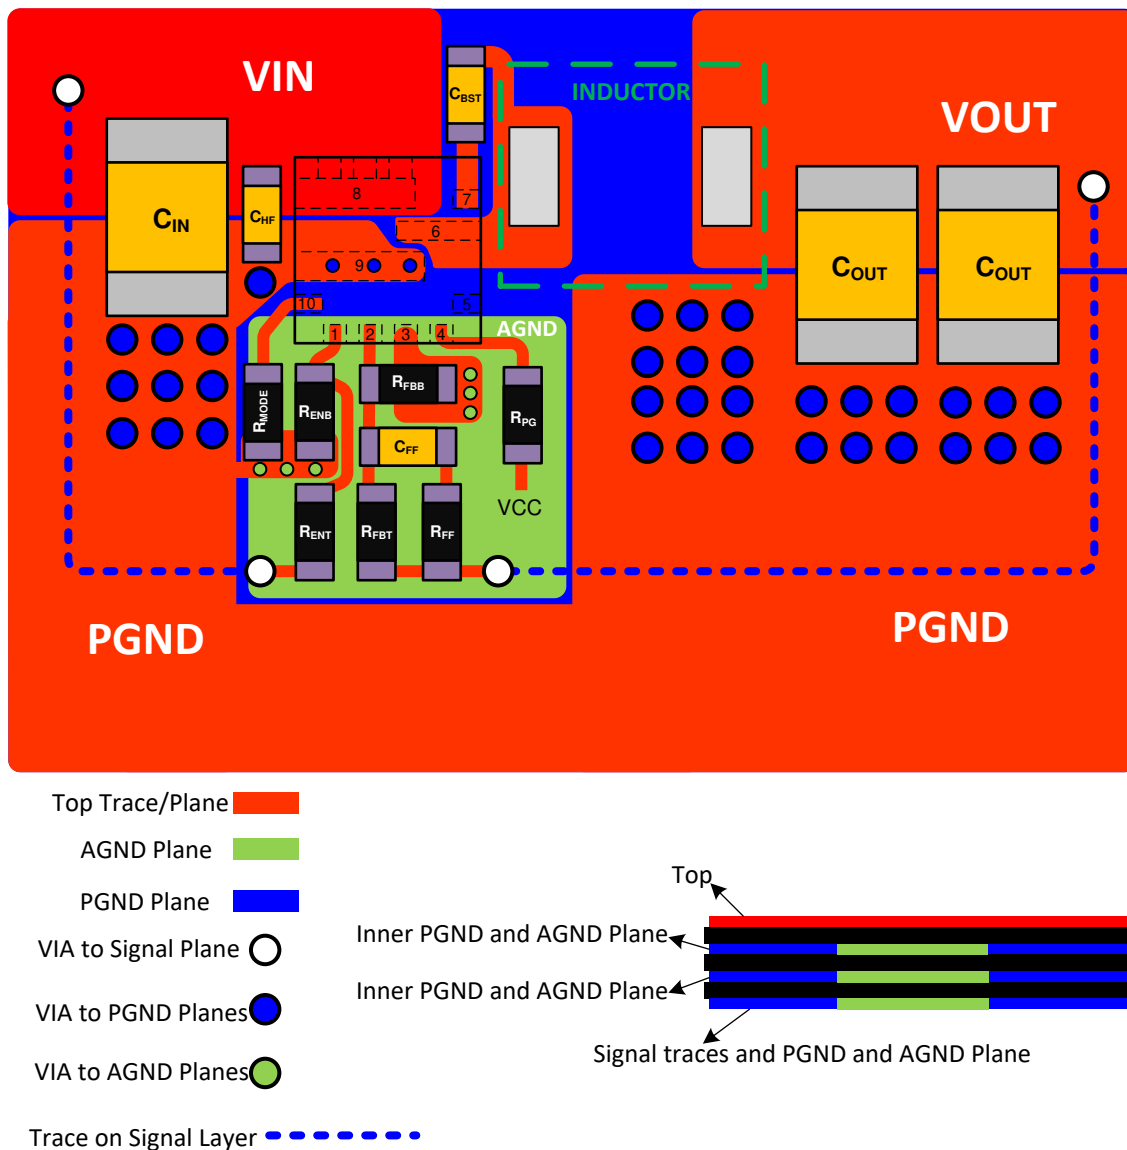 VIN
CBST
INDUCTOR
VOUT
8
7
CIN
CHF
6
COUT
COUT
9
10
5
AGND
1
2
3
4
RFBB
RMODE
RENB
RPG
CFF
VCC
RENT
RFBT
RFF
PGND
PGND
Top Trace/Plane
AGND Plane
PGND Plane
VIA to Signal Plane
VIA to PGND Planes
VIA to AGND Planes
Trace on Signal Layer
Top
Inner PGND and AGND Plane
Inner PGND and AGND Plane
Signal traces and PGND and AGND Plane